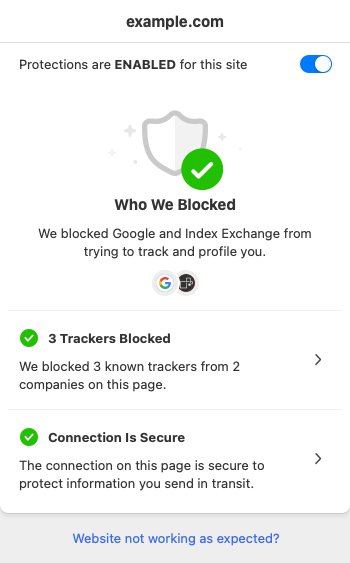 example.com
Protections are ENABLED for this site
Who We Blocked
We blocked Google and Index Exchange from
trying to track and profile you.
3 Trackers Blocked
We blocked 3 known trackers from 2
companies on this page.
Connection Is Secure
The connection on this page is secure to
protect information you send in transit.
Website not working as expected?